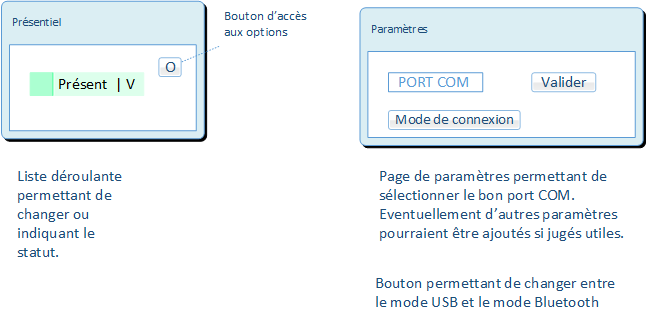 Présentiel
Bouton d'accès
aux options
O
Présent | V
Liste déroulante
permettant de
changer ou
indiquant le
statut.
Paramètres
PORT COM
Valider
Mode de connexion
Page de paramètres permettant de
sélectionner le bon port COM.
Eventuellement d'autres paramètres
pourraient être ajoutés si jugés utiles.
Bouton permettant de changer entre
le mode USB et le mode Bluetooth